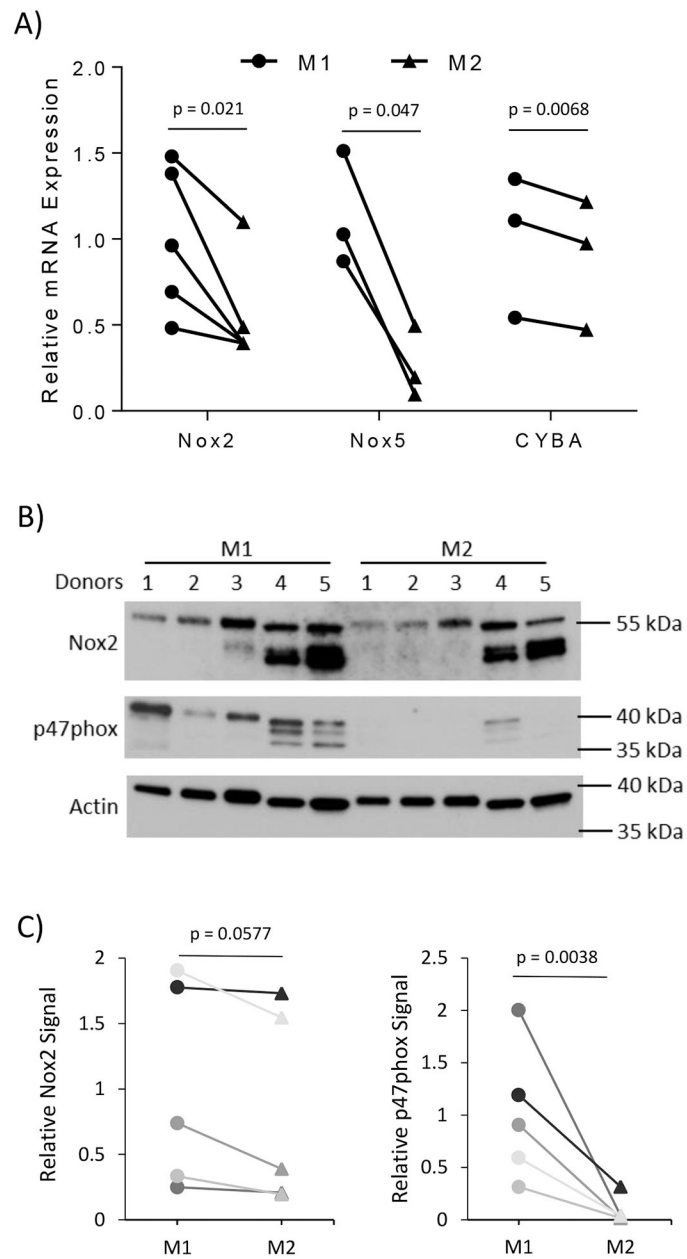 A)
M1 M2
2.0
1.5
1.0
0.5
0.0
Relative mRNA Expression
p = 0.021
p = 0.047
p = 0.0068
Nox2 Nox5 CYBA
B)
M1 M2
Donors 1 2 3 4 5 1 2 3 4 5
Nox2
55 kDa
p47phox
40 kDa
35 kDa
Actin
40 kDa
35 kDa
C)
p = 0.0577
Relative Nox2 Signal
2
1.5
1
0.5
0
M1 M2
p = 0.0038
Relative p47phox Signal
2.5
2
1.5
1
0.5
0
M1 M2